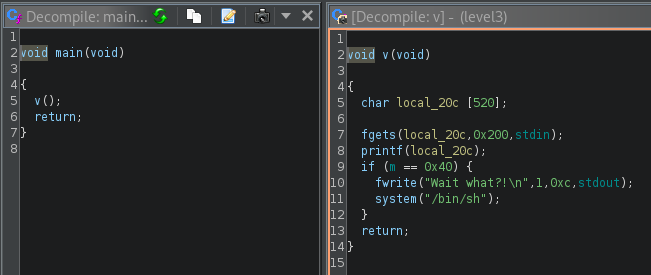 Decompile: main...
1
2 void main(void)
3
4 {
5 v();
6 return;
7 }
8
[Decompile: v] - (level3)
1
2 void v(void)
3
4 {
5 char local_20c [520];
6
7 fgets(local_20c,0x200,stdin);
8 printf(local_20c);
9 if (m == 0x40) {
10 fwrite("Wait what?!\n",1,0xc,stdout);
11 system("/bin/sh");
12 }
13 return;
14 }
15